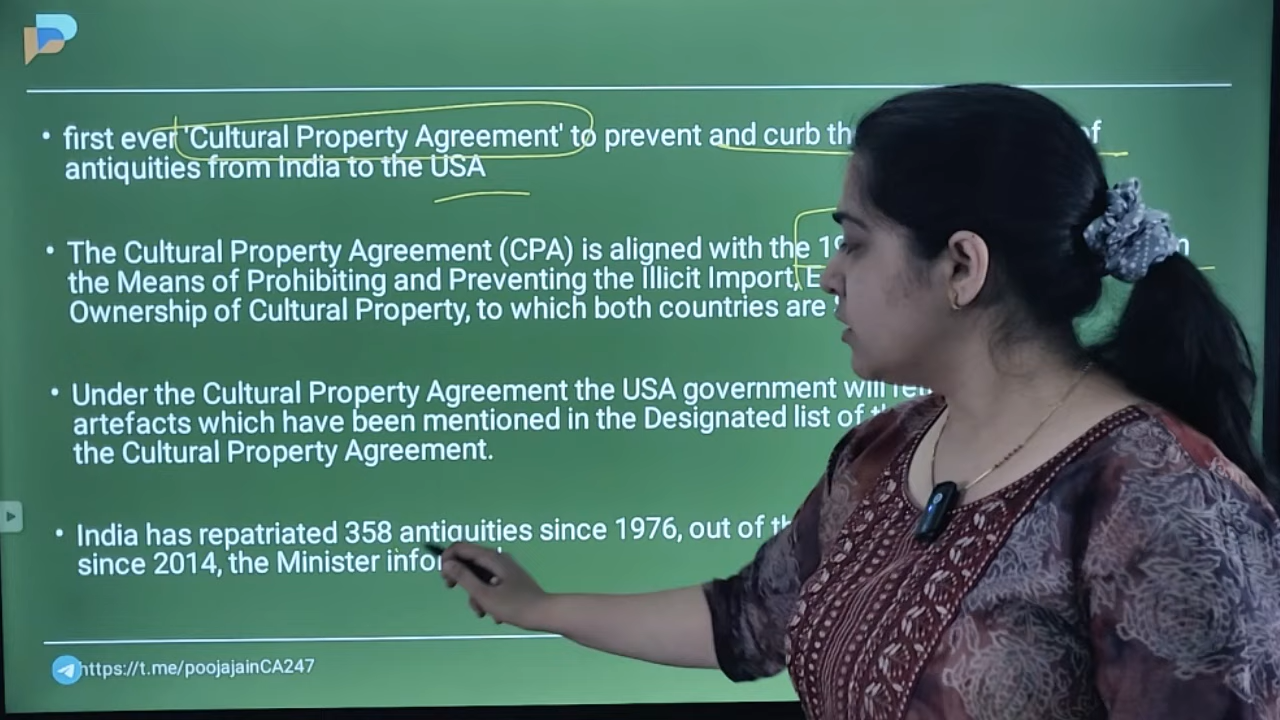 • first ever 'Cultural Property Agreement' to prevent and curb of
antiquities from India to the USA
• The Cultural Property Agreement (CPA) is aligned with the
the Means of Prohibiting and Preventing the Illicit Import,
Ownership of Cultural Property, to which both countries are
• Under the Cultural Property Agreement the USA government will
artefacts which have been mentioned in the Designated list of
the Cultural Property Agreement.
• India has repatriated 358 antiquities since 1976, out of
since 2014, the Minister
https://t.me/poojajainCA247